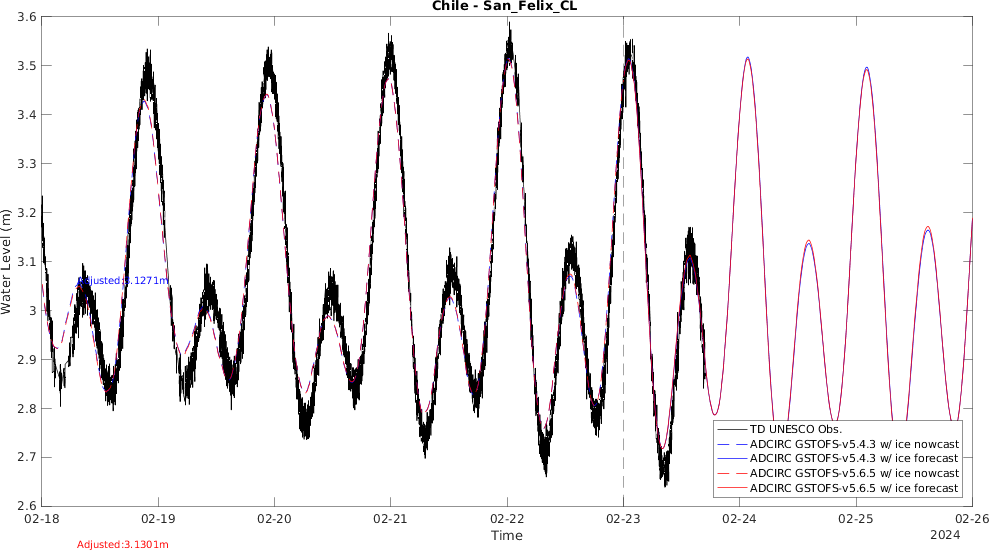 Chile - San_Felix_CL
3.6
3.5
3.4
3.3
3.2
3.1
3
2.9
2.8
2.7
2.6
Water Level (m)
Adjusted:3.1271m
TD UNESCO Obs.
ADCIRC GSTOFS-v5.4.3 w/ ice nowcast
ADCIRC GSTOFS-v5.4.3 w/ ice forecast
ADCIRC GSTOFS-v5.6.5 w/ ice nowcast
ADCIRC GSTOFS-v5.6.5 w/ ice forecast
02-18 02-19 02-20 02-21 02-22 02-23 02-24 02-25 02-26
Time
2024
Adjusted:3.1301m